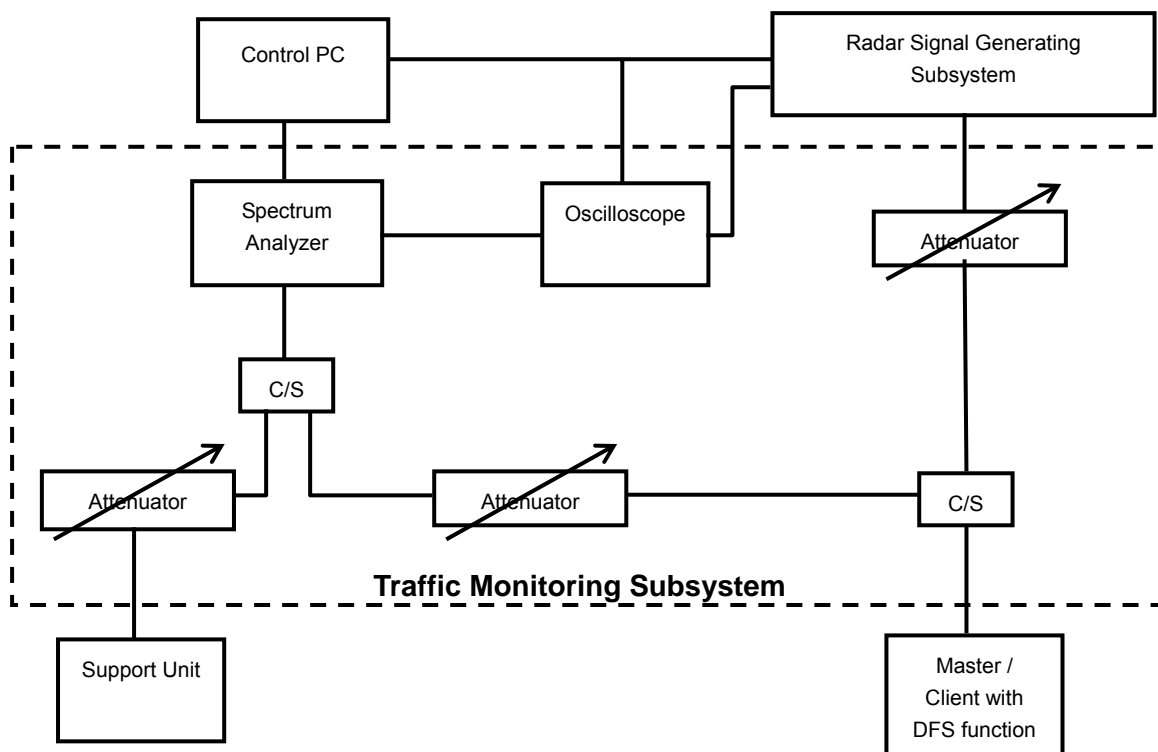 Control PC
Radar Signal Generating
Subsystem
Spectrum
Analyzer
Oscilloscope
Attenuator
C/S
Attenuator
Attenuator
C/S
Traffic Monitoring Subsystem
Support Unit
Master /
Client with
DFS function